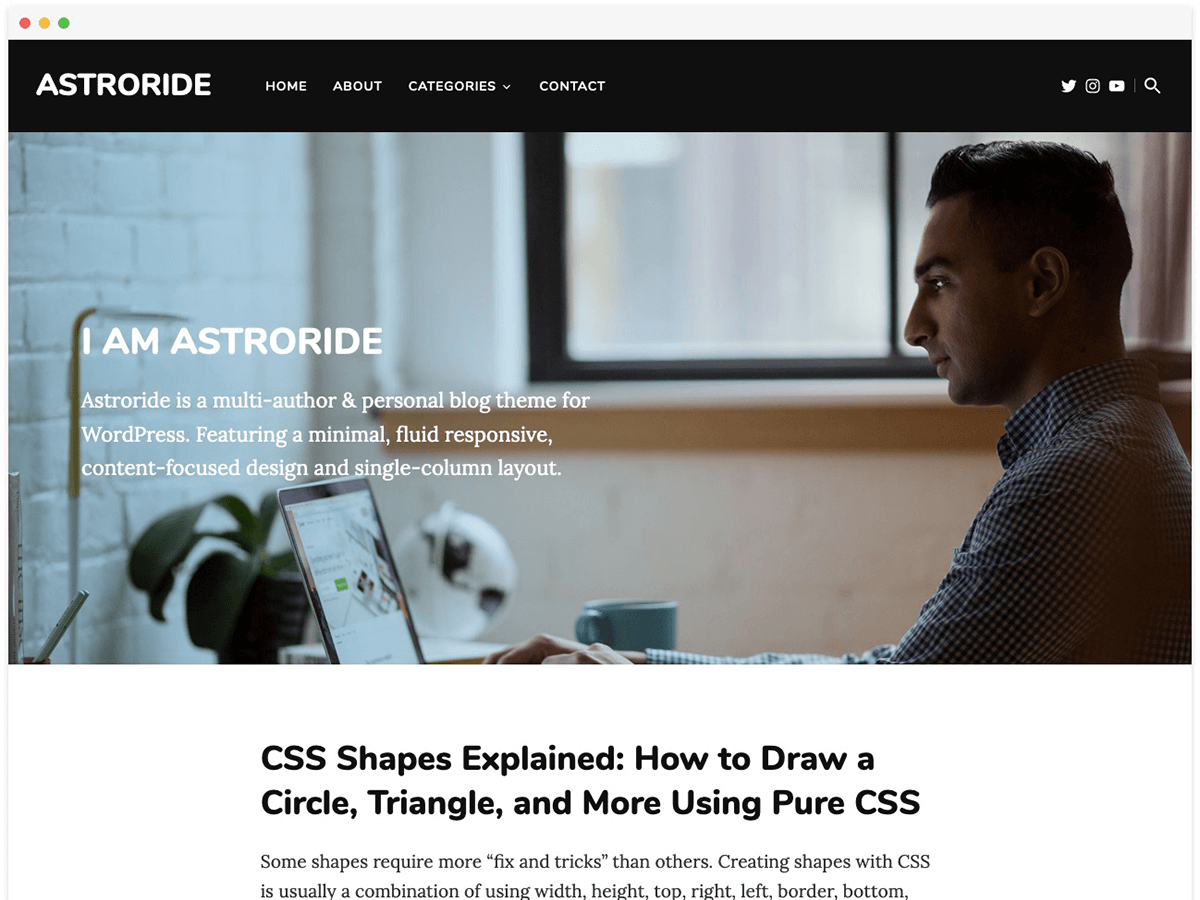 ASTRORIDE
HOME ABOUT CATEGORIES CONTACT
I AM ASTRORIDE
Astroride is a multi-author & personal blog theme for
WordPress. Featuring a minimal, fluid responsive,
content-focused design and single-column layout.
CSS Shapes Explained: How to Draw a
Circle, Triangle, and More Using Pure CSS
Some shapes require more “fix and tricks” than others. Creating shapes with CSS
is usually a combination of using width, height, top, right, left, border, bottom,